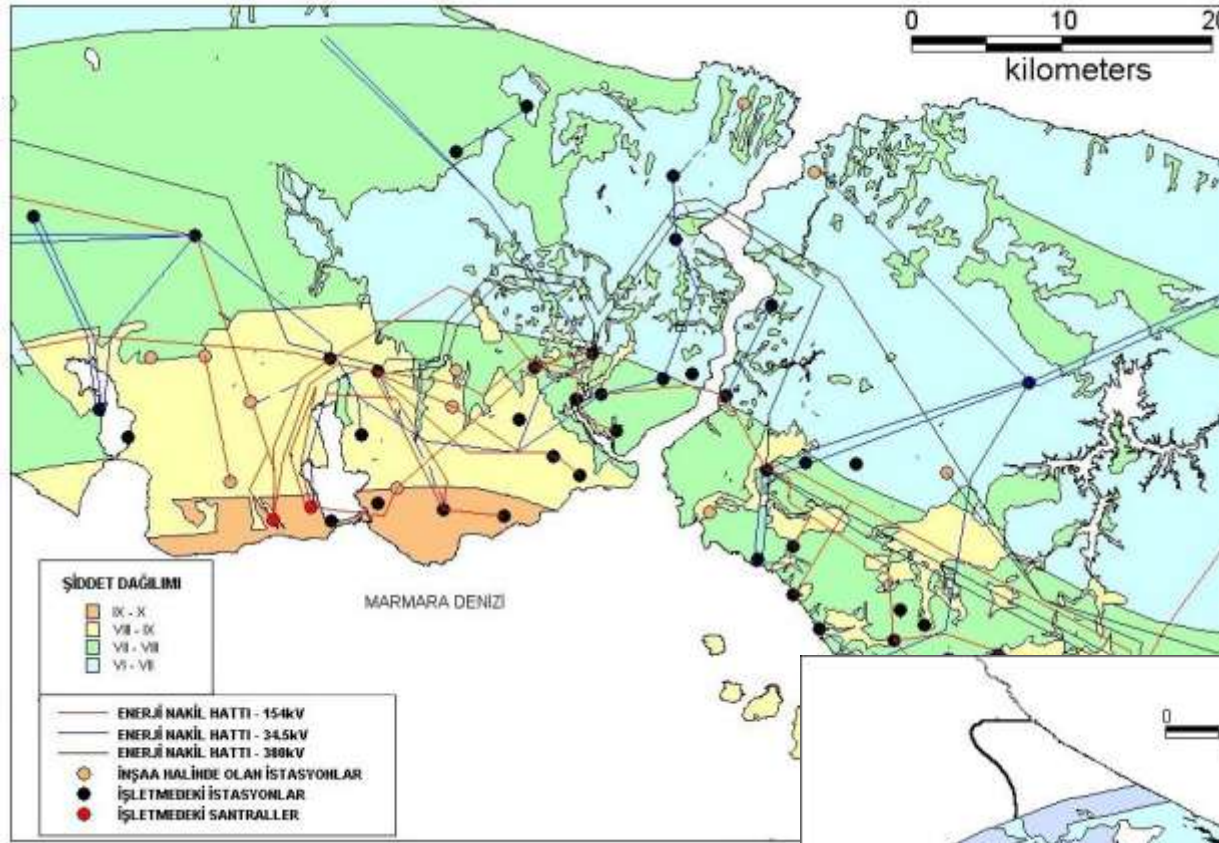 0 10 20
kilometers
MARMARA DENİZİ
ŞİDDET DAĞILIMI
IX - X
VIII - IX
VII - VIII
VI - VII
ENERJİ NAKİL HATTI - 154kV
ENERJİ NAKİL HATTI - 34.5kV
ENERJİ NAKİL HATTI - 380kV
İNŞAA HALİNDE OLAN İSTASYONLAR
İŞLETMEDEKİ İSTASYONLAR
İŞLETMEDEKİ SANTRALLER
0